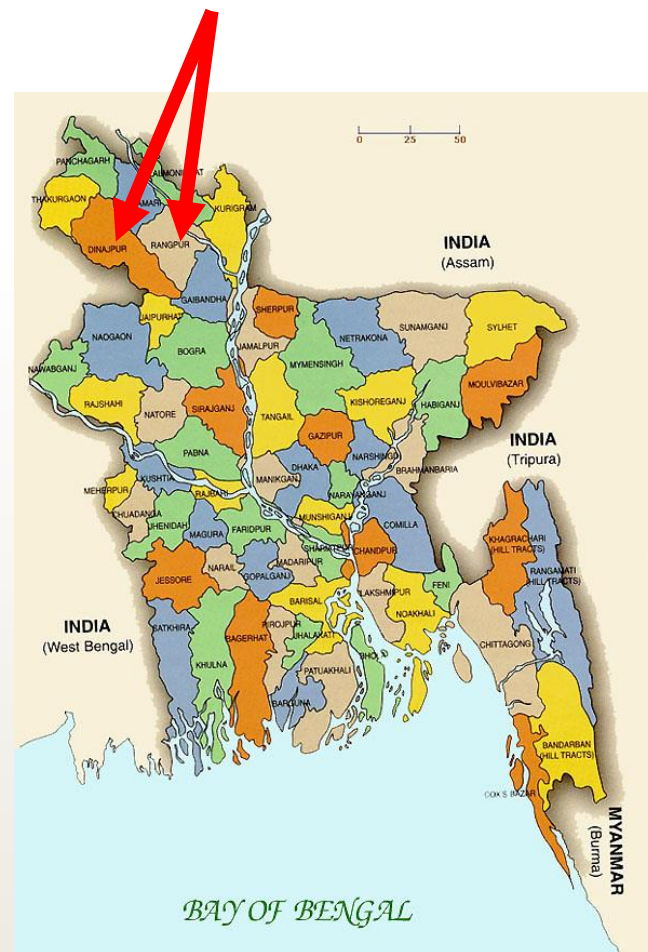 0 25 50
PANCHAGARH
LMONI AT
THAKURGAON
AMARI
KURIGRAM
DINAJPUR
RANGPUR
INDIA
(Assam)
GAIBANDHA
JAIPURHAT
SHERPUR
NAOGAON
BOGRA
JAMALPUR
MYMENSINGH
NETRAKONA
SUNAMGANJ
SYLHET
NAWABGANJ
RAJSHAHI
NATORE
SIRAJGANJ
TANGAIL
KISHOREGANJ
HABIGANJ
MOULVIBAZAR
GAZIPUR
INDIA
(Tripura)
PABNA
DHAKA
NARSHINGDI
BRAHMANBARIA
MEHERPUR
KUSHTIA
RAJBARI
MANIKGANJ
NARAYANGANJ
CHUADANGA
JHENIDAH
MAGURA
FARIDPUR
MUNSHIGANJ
COMILLA
KHAGRACHARI
(HILL TRACTS)
CHANDPUR
RANGAMATI
(HILL TRACTS)
JESSORE
NARAIL
GOPALGANJ
MADARIPUR
BARISAL
LAKSHMIPUR
FENI
NOAKHALI
INDIA
(West Bengal)
SATKHIRA
KHULNA
BAGERHAT
PIROJPUR
JHALAKATI
BHOL
CHITTAGONG
PATUAKHALI
BARGUNA
BANDARBAN
(HILL TRACTS)
COX S BAZAR
MYANMAR
(Burma)
BAY OF BENGAL